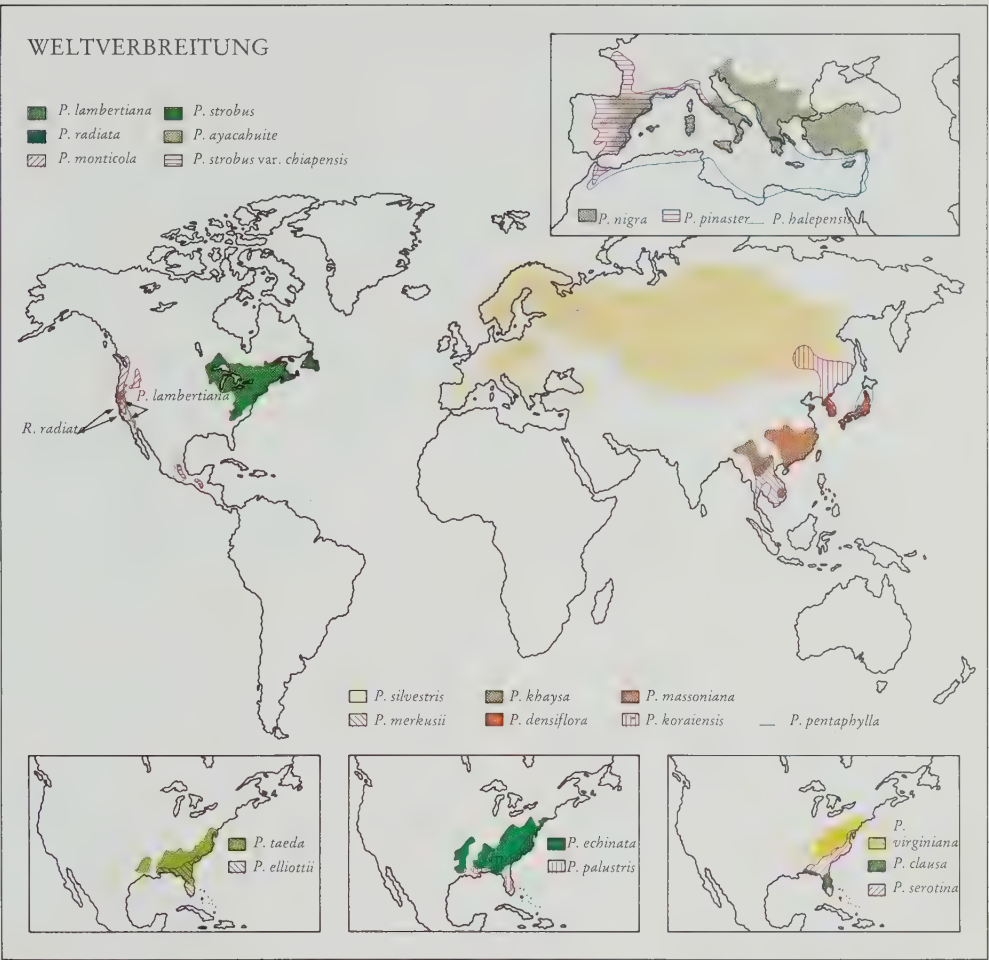 WELTVERBREITUNG
P. lambertiana
P. strobus
P. radiata
P. ayacahuite
P. monticola
P. strobus var. chiapensis
P. nigra
P. pinaster
P. halepensis
P. lambertiana
R. radiata
P. silvestris
P. khaysa
P. massoniana
P. merkusii
P. densiflora
P. koraiensis
P. pentaphylla
P. taeda
P. elliottii
P. echinata
P. palustris
P.
virginiana
P. clausa
P. serotina